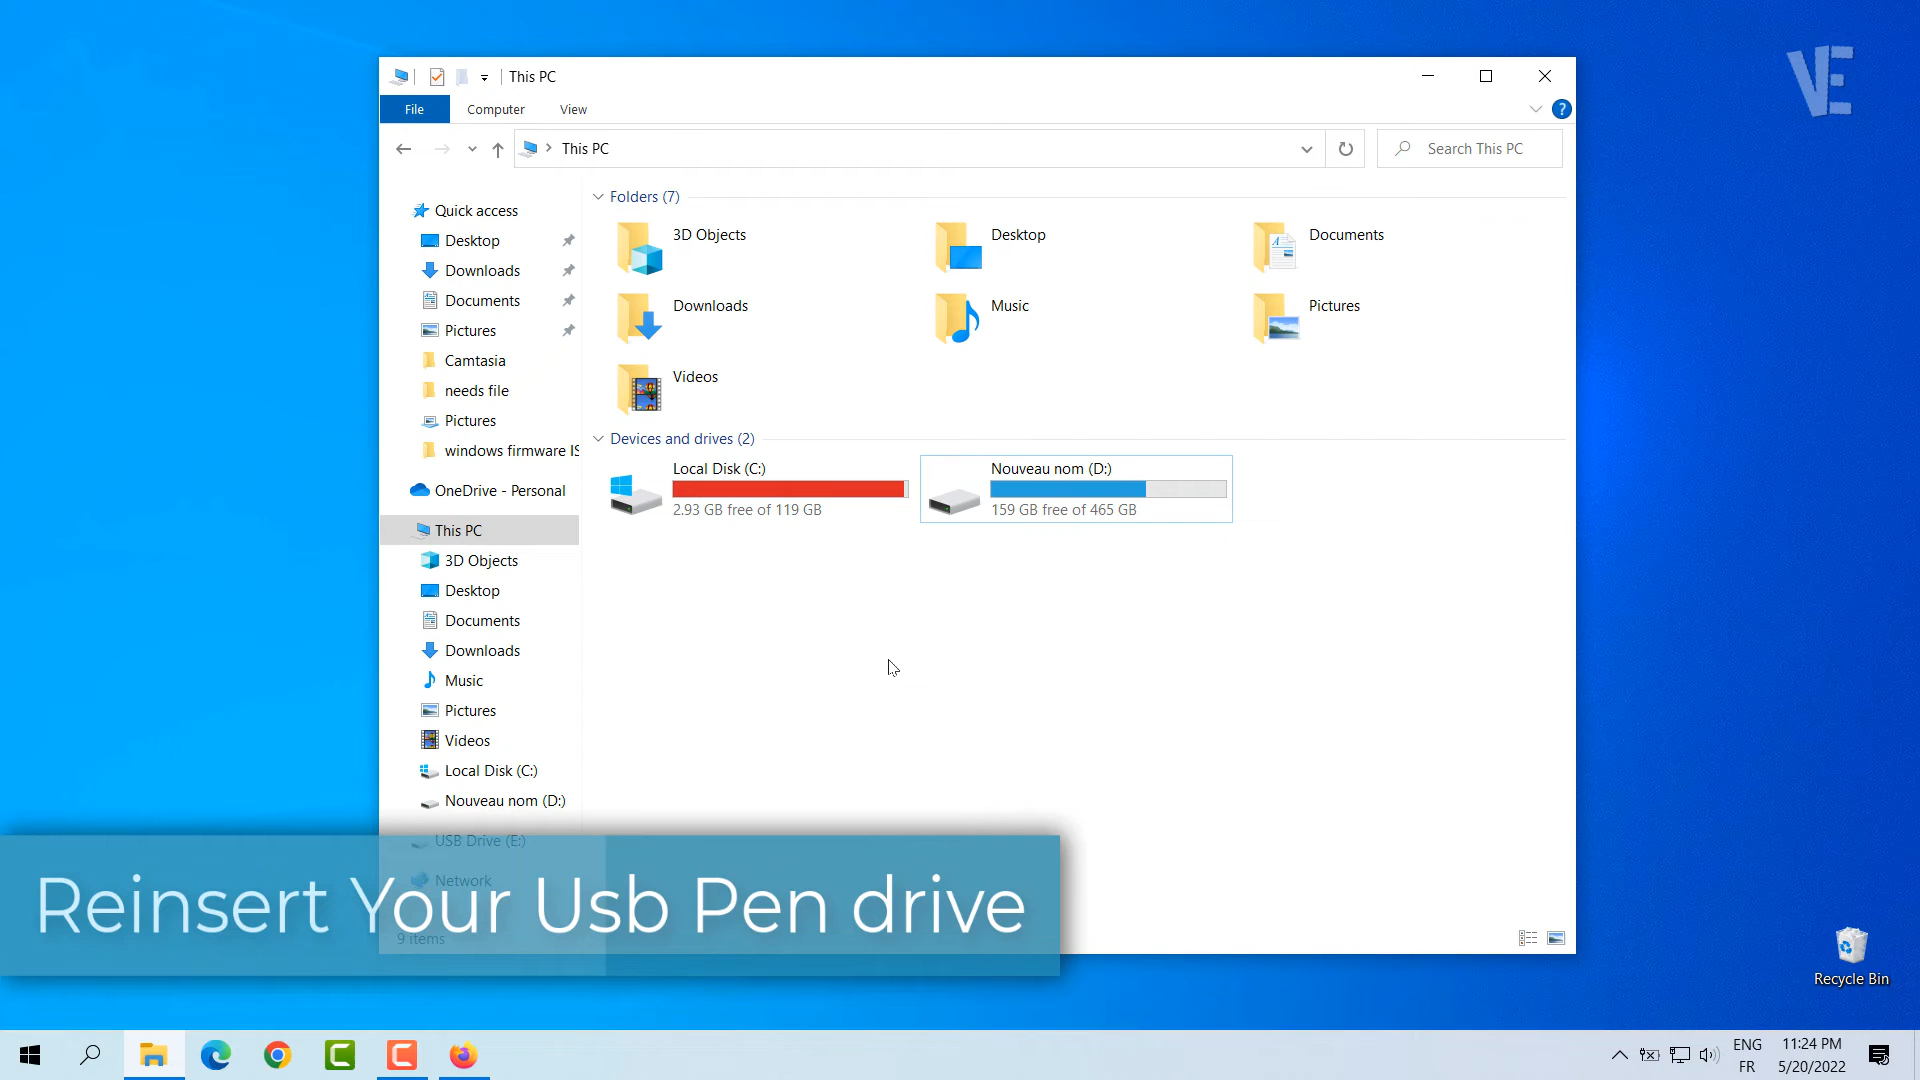 This PC
File
Computer
View
?
This PC
Search This PC
Quick access
Desktop
Downloads
Documents
Pictures
Camtasia
needs file
Pictures
windows firmware IS
OneDrive - Personal
This PC
3D Objects
Desktop
Documents
Downloads
Music
Pictures
Videos
Local Disk (C:)
Nouveau nom (D:)
USB Drive (E:)
Network
9 items
Folders (7)
3D Objects
Desktop
Documents
Downloads
Music
Pictures
Videos
Devices and drives (2)
Local Disk (C:)
2.93 GB free of 119 GB
Nouveau nom (D:)
159 GB free of 465 GB
Reinsert Your Usb Pen drive
VE
Recycle Bin
ENG
FR
11:24 PM
5/20/2022